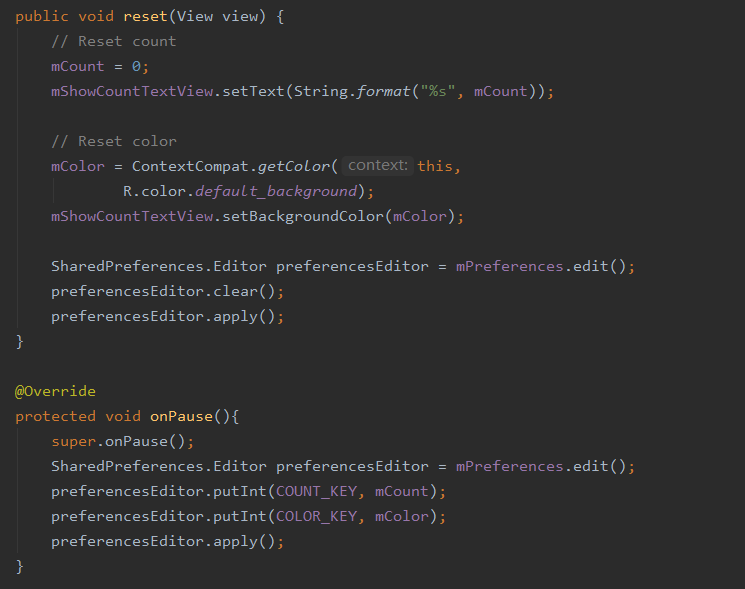 public void reset(View view) {
    // Reset count
    mCount = 0;
    mShowCountTextView.setText(String.format("%s", mCount));

    // Reset color
    mColor = ContextCompat.getColor( context: this,
            R.color.default_background);
    mShowCountTextView.setBackgroundColor(mColor);

    SharedPreferences.Editor preferencesEditor = mPreferences.edit();
    preferencesEditor.clear();
    preferencesEditor.apply();
}

@Override
protected void onPause(){
    super.onPause();
    SharedPreferences.Editor preferencesEditor = mPreferences.edit();
    preferencesEditor.putInt(COUNT_KEY, mCount);
    preferencesEditor.putInt(COLOR_KEY, mColor);
    preferencesEditor.apply();
}